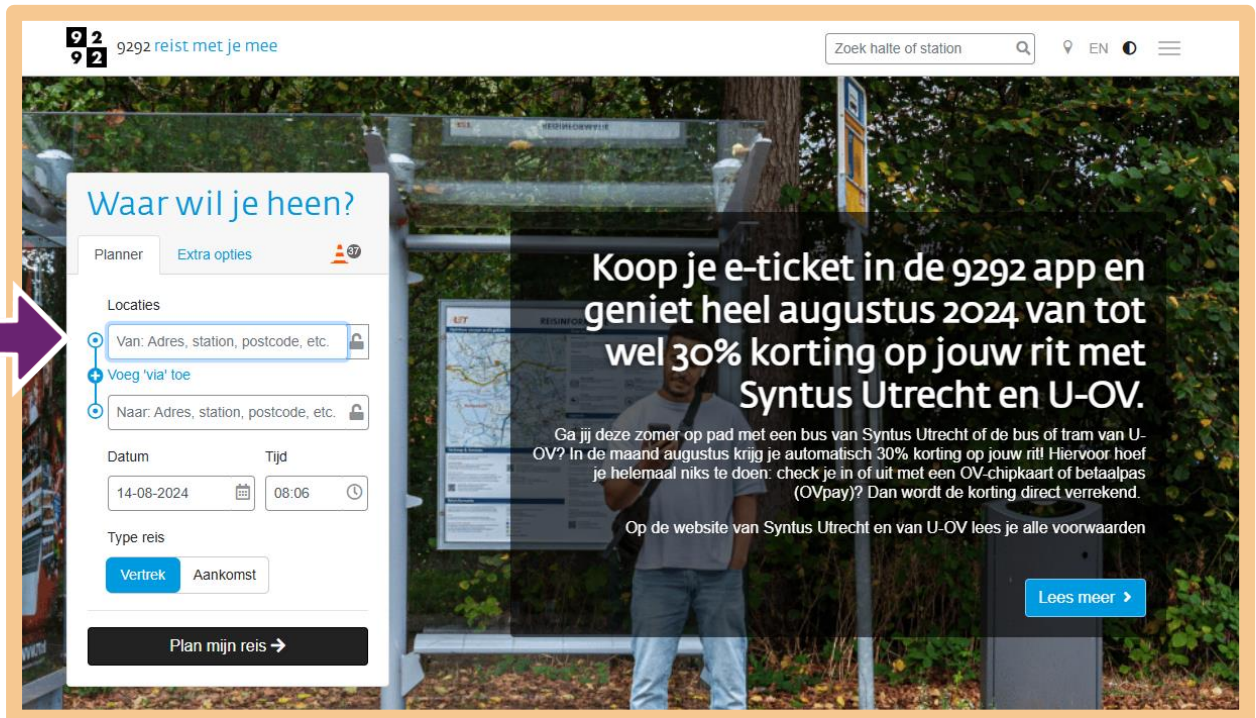 9 2
9 2
9292 reist met je mee
Zoek halte of station
EN
Waar wil je heen?
Planner
Extra opties
37
Locaties
Van: Adres, station, postcode, etc.
Voeg 'via' toe
Naar: Adres, station, postcode, etc.
Datum
Tijd
14-08-2024
08:06
Type reis
Vertrek
Aankomst
Plan mijn reis
REISINFORMATIE
Koop je e-ticket in de 9292 app en
geniet heel augustus 2024 van tot
wel 30% korting op jouw rit met
Syntus Utrecht en U-OV.
Ga jij deze zomer op pad met een bus van Syntus Utrecht of de bus of tram van U-
OV? In de maand augustus krijg je automatisch 30% korting op jouw rit! Hiervoor hoef
je helemaal niks te doen: check je in of uit met een OV-chipkaart of betaalpas
(OVpay)? Dan wordt de korting direct verrekend.
Op de website van Syntus Utrecht en van U-OV lees je alle voorwaarden
Lees meer